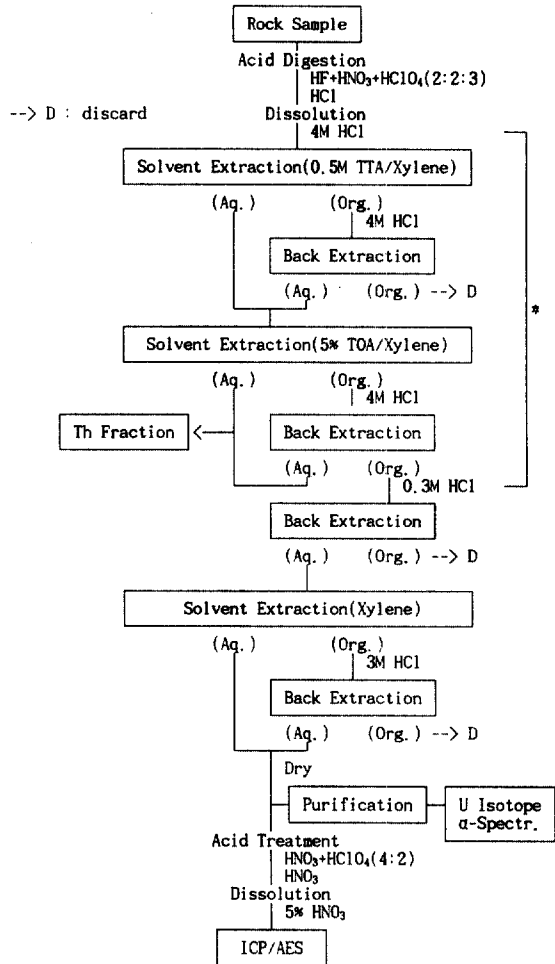 Rock Sample
Acid Digestion
HF+HNO₃+HClO₄(2:2:3)
HCl
--> D : discard
Dissolution
4M HCl
Solvent Extraction(0.5M TTA/Xylene)
(Aq.) (Org.)
4M HCl
Back Extraction
(Aq.) (Org.) --> D
*
Solvent Extraction(5% TOA/Xylene)
(Aq.) (Org.)
4M HCl
Th Fraction
Back Extraction
(Aq.) (Org.)
0.3M HCl
Back Extraction
(Aq.) (Org.) --> D
Solvent Extraction(Xylene)
(Aq.) (Org.)
3M HCl
Back Extraction
(Aq.) (Org.) --> D
Dry
Purification
U Isotope
α-Spectr.
Acid Treatment
HNO₃+HClO₄(4:2)
HNO₃
Dissolution
5% HNO₃
ICP/AES